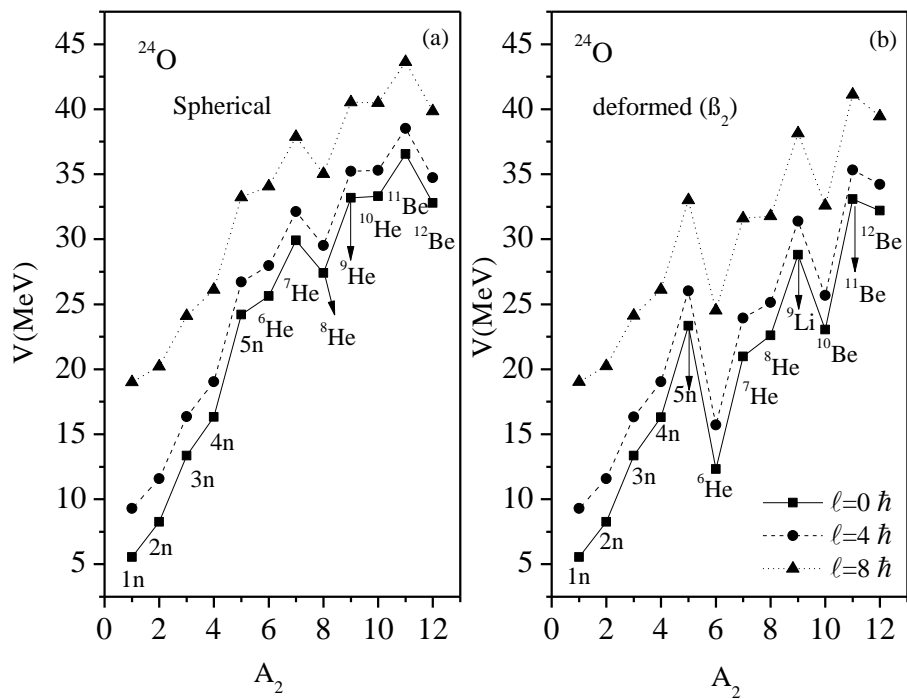 (a)
²⁴O
Spherical
V(MeV)
45
40
35
30
25
20
15
10
5
1n
2n
3n
4n
5n
⁶He
⁷He
⁸He
⁹He
¹⁰He
¹¹Be
¹²Be
0 2 4 6 8 10 12
A₂
(b)
²⁴O
deformed (ß₂)
V(MeV)
45
40
35
30
25
20
15
10
5
1n
2n
3n
4n
5n
⁶He
⁷He
⁸He
⁹Li
¹⁰Be
¹¹Be
¹²Be
ℓ=0 ℏ
ℓ=4 ℏ
ℓ=8 ℏ
0 2 4 6 8 10 12
A₂